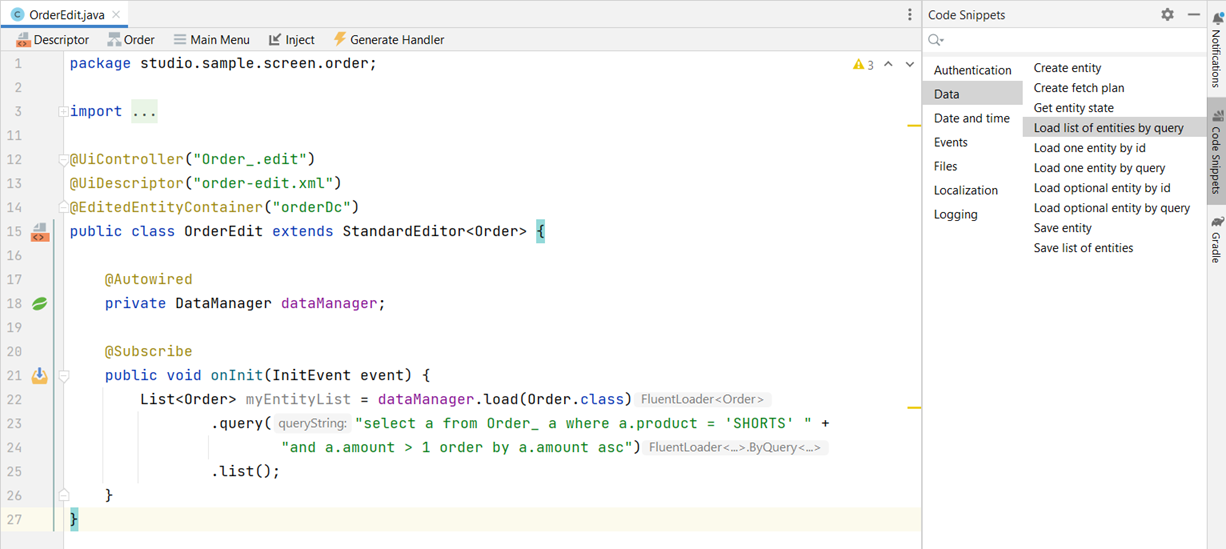 OrderEdit.java
Descriptor Order Main Menu Inject Generate Handler
1 package studio.sample.screen.order;
3
2
3 import ...
11
12 @UiController("Order_.edit")
13 @UiDescriptor("order-edit.xml")
14 @EditedEntityContainer("orderDc")
15 public class OrderEdit extends StandardEditor<Order> {
16
17 @Autowired
18 private DataManager dataManager;
19
20 @Subscribe
21 public void onInit(InitEvent event) {
22 List<Order> myEntityList = dataManager.load(Order.class) FluentLoader<Order>
23 .query( queryString: "select a from Order_ a where a.product = 'SHORTS' " +
24 "and a.amount > 1 order by a.amount asc") FluentLoader<...>.ByQuery<...>
25 .list();
26 }
27 }
Code Snippets
Authentication
Data
Date and time
Events
Files
Localization
Logging
Create entity
Create fetch plan
Get entity state
Load list of entities by query
Load one entity by id
Load one entity by query
Load optional entity by id
Load optional entity by query
Save entity
Save list of entities
Notifications
Code Snippets
Gradle